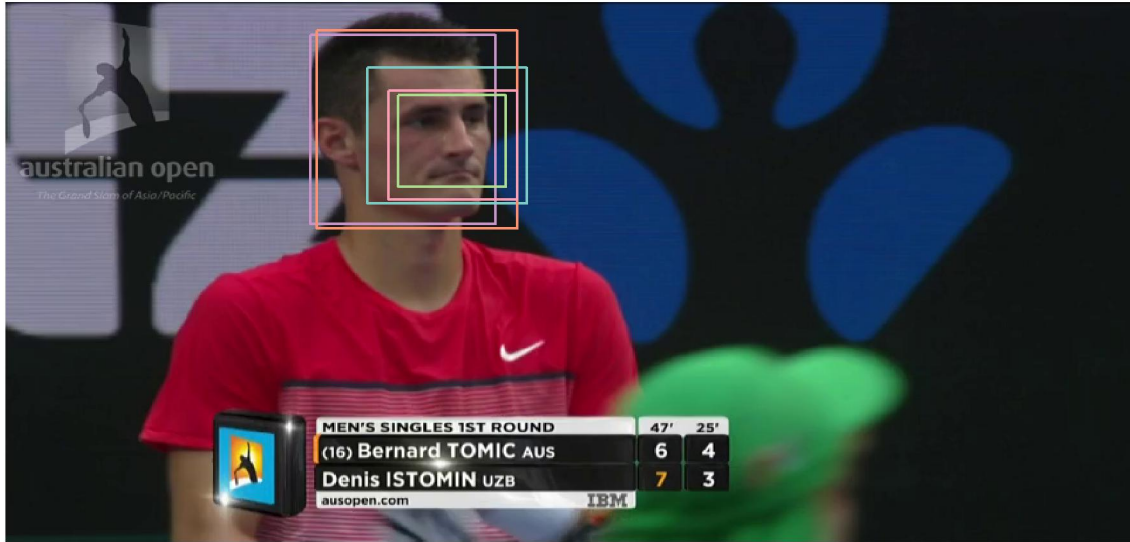 australian open
The Grand Slam of Asia/Pacific
MEN'S SINGLES 1ST ROUND 47' 25'
(16) Bernard TOMIC AUS 6 4
Denis ISTOMIN UZB 7 3
ausopen.com IBM